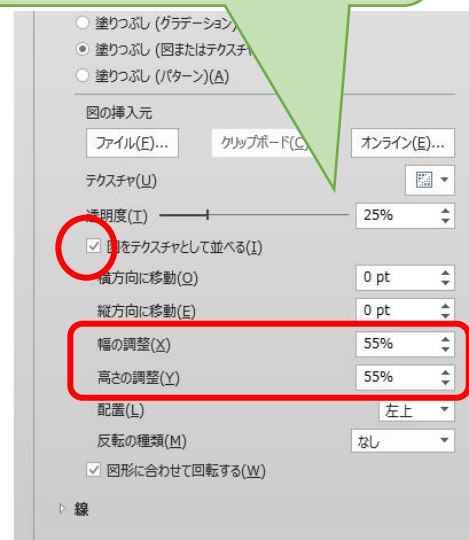 塗りつぶし (グラデーション)
塗りつぶし (図またはテクスチ
塗りつぶし (パターン)(A)
図の挿入元
ファイル(F)... クリップボード(C) オンライン(E)...
テクスチャ(U)
透明度(T) 25%
図をテクスチャとして並べる(I)
横方向に移動(O) 0 pt
縦方向に移動(E) 0 pt
幅の調整(X) 55%
高さの調整(Y) 55%
配置(L) 左上
反転の種類(M) なし
図形に合わせて回転する(W)
線